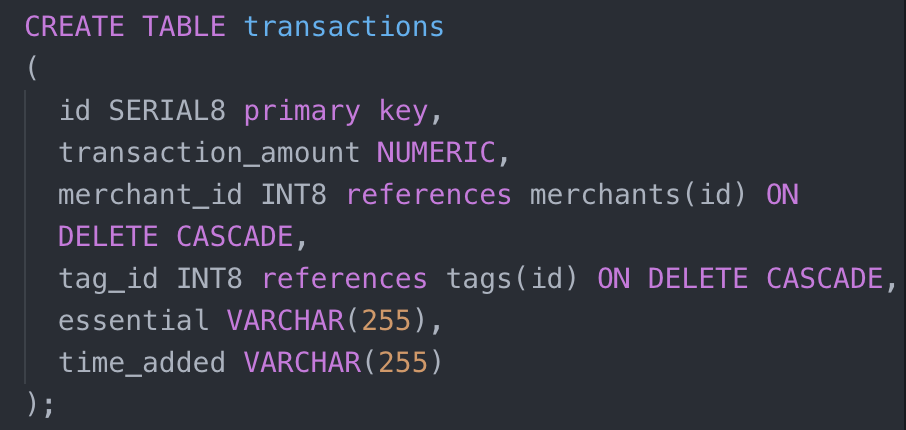 CREATE TABLE transactions
(
id SERIAL8 primary key,
transaction_amount NUMERIC,
merchant_id INT8 references merchants(id) ON
DELETE CASCADE,
tag_id INT8 references tags(id) ON DELETE CASCADE,
essential VARCHAR(255),
time_added VARCHAR(255)
);